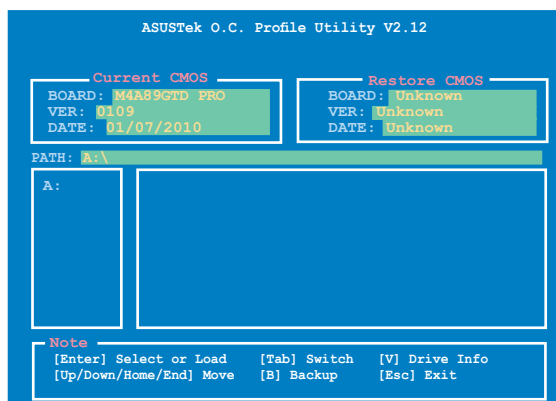 ASUSTek O.C. Profile Utility V2.12
Current CMOS
BOARD: M4A89GTD PRO
VER: 0109
DATE: 01/07/2010
Restore CMOS
BOARD: Unknown
VER: Unknown
DATE: Unknown
PATH: A:\
A:
Note
[Enter] Select or Load [Tab] Switch [V] Drive Info
[Up/Down/Home/End] Move [B] Backup [Esc] Exit